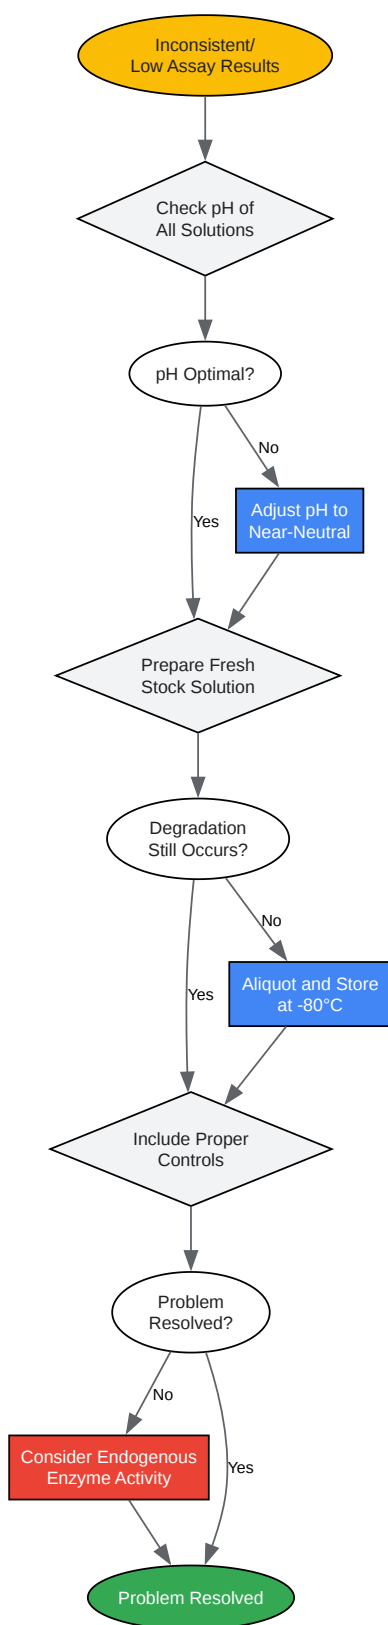 Inconsistent/
Low Assay Results
Check pH of
All Solutions
pH Optimal?
No
Adjust pH to
Near-Neutral
Yes
Prepare Fresh
Stock Solution
Degradation
Still Occurs?
No
Aliquot and Store
at -80°C
Yes
Include Proper
Controls
Problem
Resolved?
No
Consider Endogenous
Enzyme Activity
Yes
Problem Resolved